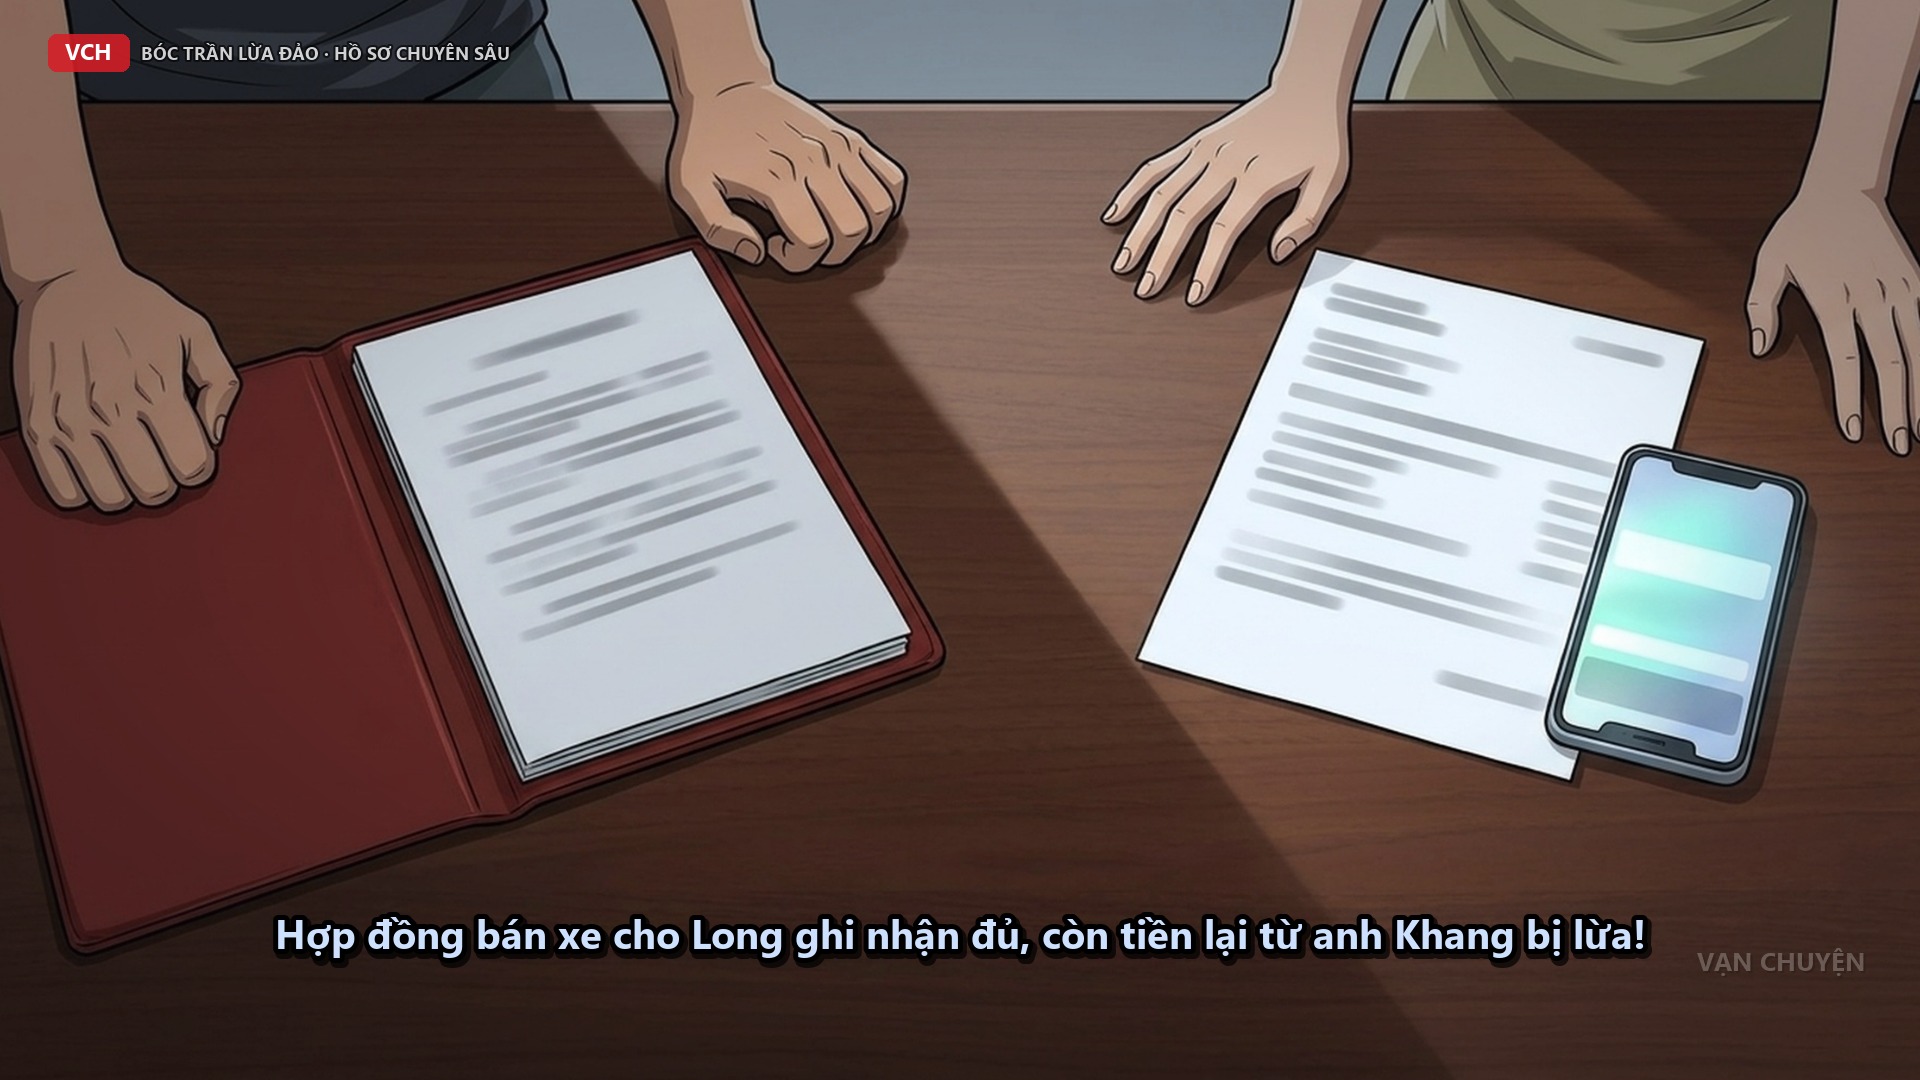 VCH BÓC TRẦN LỪA ĐẢO · HỒ SƠ CHUYÊN SÂU
Hợp đồng bán xe cho Long ghi nhận đủ, còn tiền lại từ anh Khang bị lừa!
VẠN CHUYỆN